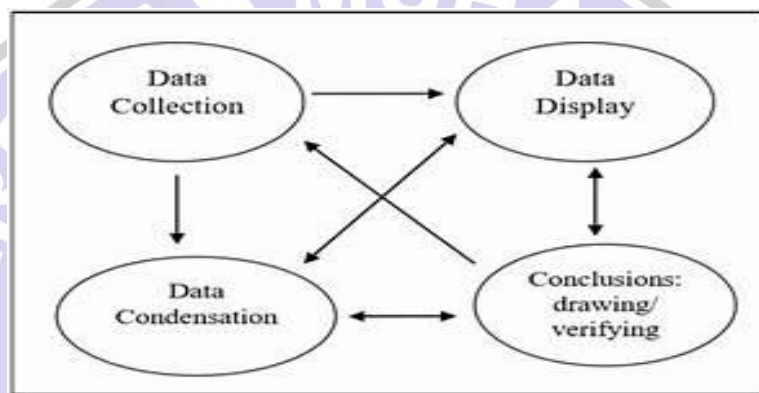 Data
Collection
Data
Display
Data
Condensation
Conclusions:
drawing/
verifying